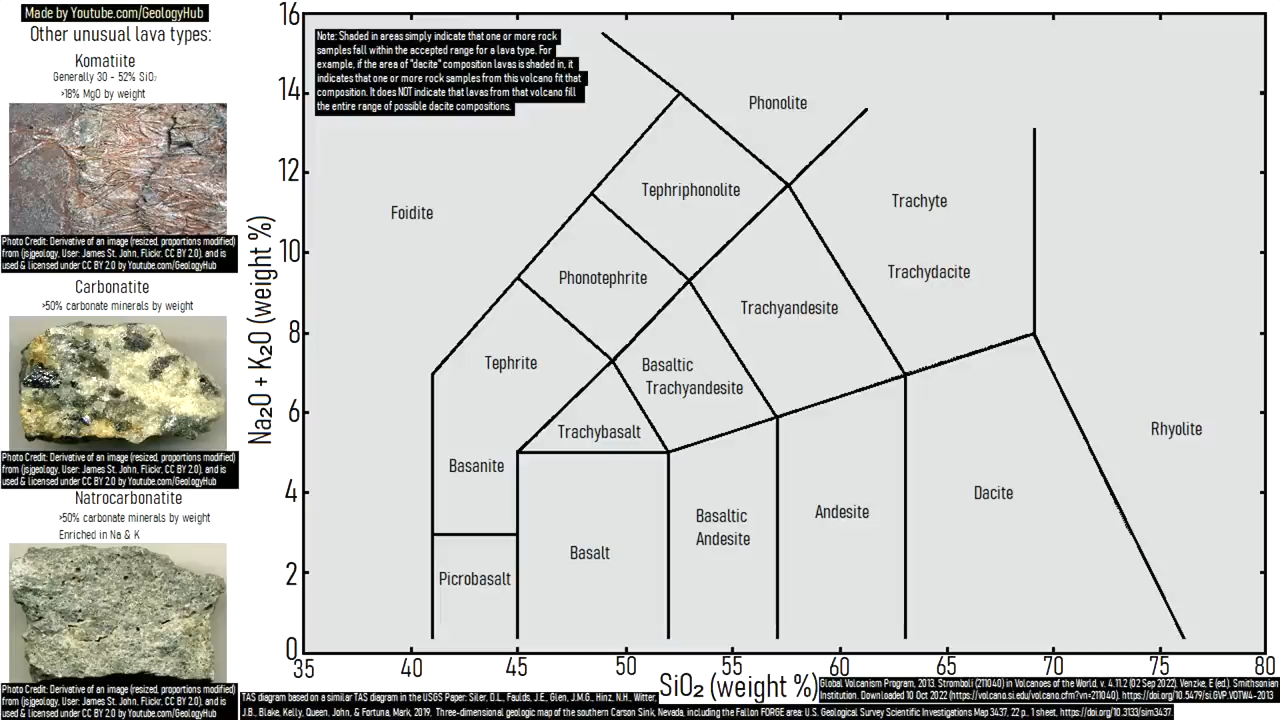 Made by Youtube.com/GeologyHub
Other unusual lava types:
Komatiite
Generally 30 - 52% SiO₂
>18% MgO by weight
Photo Credit: Derivative of an image (resized, proportions modified)
from (jsjgeology, User: James St. John, Flickr, CC BY 2.0), and is
used & licensed under CC BY 2.0 by Youtube.com/GeologyHub
Carbonatite
>50% carbonate minerals by weight
Photo Credit: Derivative of an image (resized, proportions modified)
from (jsjgeology, User: James St. John, Flickr, CC BY 2.0), and is
used & licensed under CC BY 2.0 by Youtube.com/GeologyHub
Natrocarbonatite
>50% carbonate minerals by weight
Enriched in Na & K
Photo Credit: Derivative of an image (resized, proportions modified)
from (jsjgeology, User: James St. John, Flickr, CC BY 2.0), and is
used & licensed under CC BY 2.0 by Youtube.com/GeologyHub
Note: Shaded in areas simply indicate that one or more rock
samples fall within the accepted range for a lava type. For
example, if the area of "dacite" composition lavas is shaded in, it
indicates that one or more rock samples from this volcano fit that
composition. It does NOT indicate that lavas from that volcano fill
the entire range of possible dacite compositions.
Na₂O + K₂O (weight %)
16
14
12
10
8
6
4
2
0
Phonolite
Tephriphonolite
Foidite
Trachyte
Trachydacite
Phonotephrite
Trachyandesite
Tephrite
Basaltic
Trachyandesite
Trachybasalt
Rhyolite
Basanite
Dacite
Basaltic
Andesite
Andesite
Basalt
Picrobasalt
35
40
45
50
55
60
65
70
75
80
SiO₂ (weight %)
TAS diagram based on a similar TAS diagram in the USGS Paper: Siler, D.L., Faulds, J.E., Glen, J.M.G., Hinz, N.H., Witter,
J.B., Blake, Kelly, Queen, John, & Fortuna, Mark, 2019, Three-dimensional geologic map of the southern Carson Sink, Nevada, including the Fallon FORGE area: U.S. Geological Survey Scientific Investigations Map 3437, 22 p., 1 sheet, https://doi.org/10.3133/sim3437.
Global Volcanism Program, 2013. Stromboli (211040) in Volcanoes of the World, v. 4.11.2 (02 Sep 2022). Venzke, E (ed.). Smithsonian
Institution. Downloaded 10 Oct 2022 (https://volcano.si.edu/volcano.cfm?vn=211040). https://doi.org/10.5479/si.GVP.VOTW4-2013